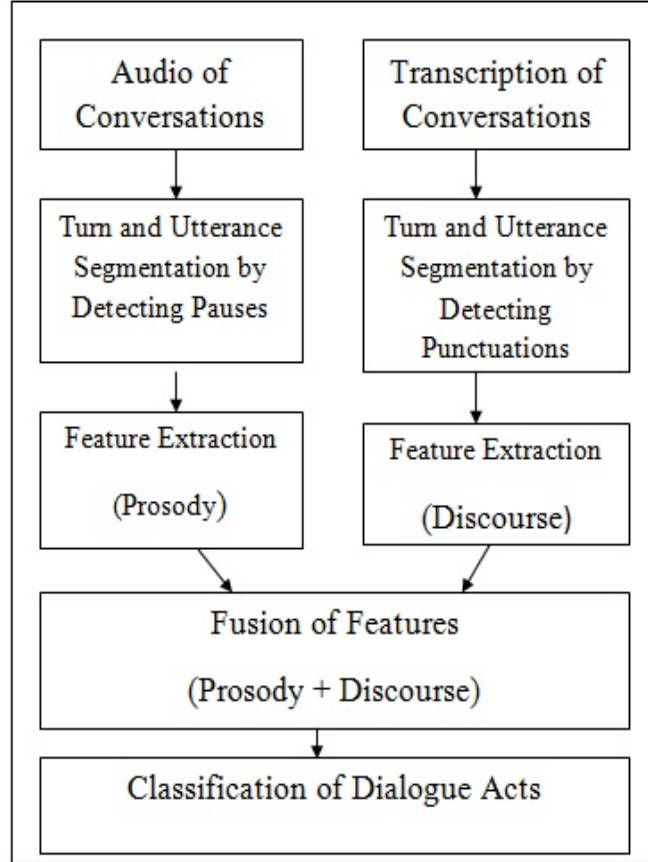 Audio of
Conversations
Transcription of
Conversations
Turn and Utterance
Segmentation by
Detecting Pauses
Turn and Utterance
Segmentation by
Detecting
Punctuations
Feature Extraction
(Prosody)
Feature Extraction
(Discourse)
Fusion of Features
(Prosody + Discourse)
Classification of Dialogue Acts